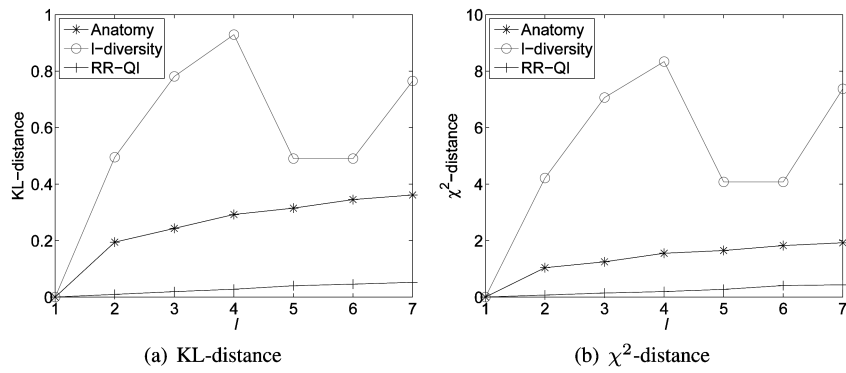 KL−distance
1
0.8
0.6
0.4
0.2
0
Anatomy
l−diversity
RR−QI
1 2 3 4 5 6 7
l
(a) KL-distance
χ²−distance
10
8
6
4
2
0
Anatomy
l−diversity
RR−QI
1 2 3 4 5 6 7
l
(b) χ²-distance